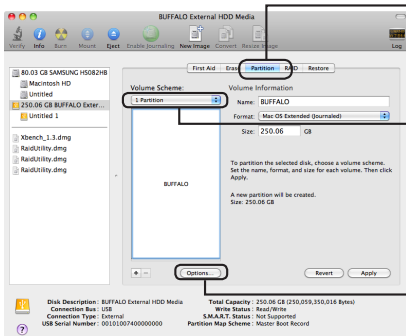 BUFFALO External HDD Media
Verify Info Burn Mount Eject Enable Journaling New Image Convert Resize Image Log
First Aid Erase Partition RAID Restore
80.03 GB SAMSUNG HS082HB
Macintosh HD
Untitled
250.06 GB BUFFALO Exter...
Untitled 1
Xbench_1.3.dmg
RaidUtility.dmg
RaidUtility.dmg
RaidUtility.dmg
Volume Scheme:
1 Partition
BUFFALO
Volume Information
Name: BUFFALO
Format: Mac OS Extended (Journaled)
Size: 250.06 GB
To partition the selected disk, choose a volume scheme.
Set the name, format, and size for each volume. Then click
Apply.
A new partition will be created.
Size: 250.06 GB
+ − Options... Revert Apply
Disk Description : BUFFALO External HDD Media
Connection Bus : USB
Connection Type : External
USB Serial Number : 00101007400000000
Total Capacity : 250.06 GB (250,059,350,016 Bytes)
Write Status : Read/Write
S.M.A.R.T. Status : Not Supported
Partition Map Scheme : Master Boot Record
?